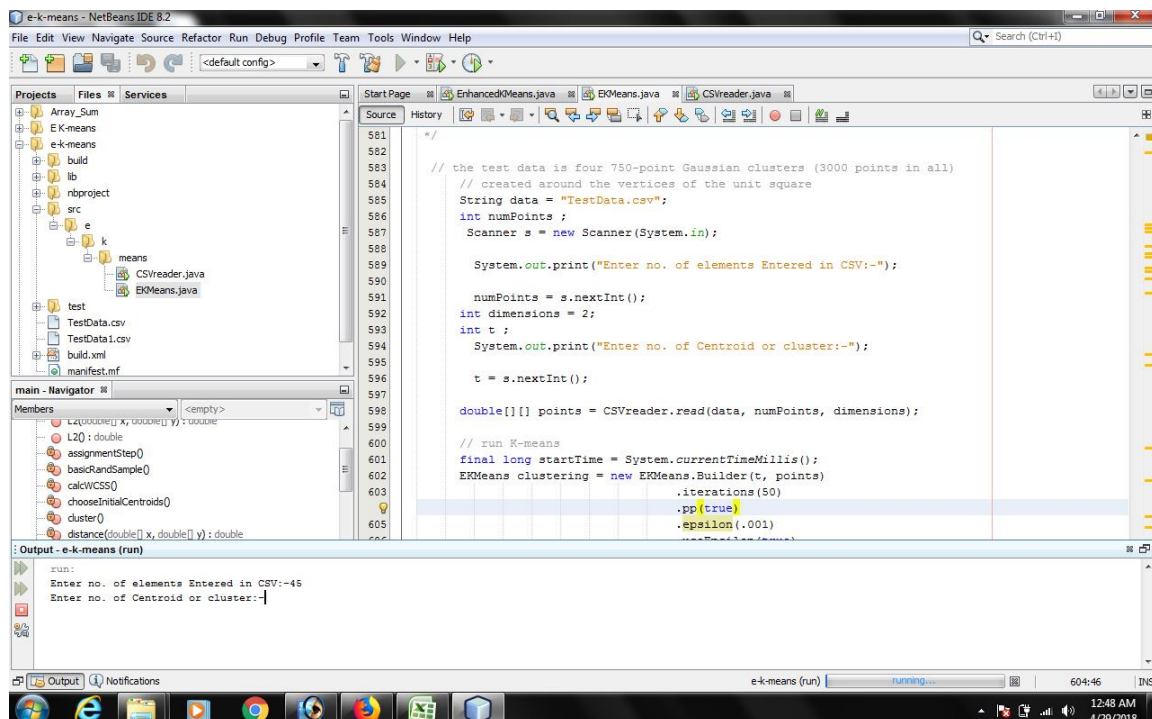 e-k-means - NetBeans IDE 8.2
File Edit View Navigate Source Refactor Run Debug Profile Team Tools Window Help
Search (Ctrl+I)
<default config>
Projects Files Services
Array_Sum
E K-means
e-k-means
build
lib
nbproject
src
e
k
means
CSVreader.java
EKMeans.java
test
TestData.csv
TestData1.csv
build.xml
manifest.mf
main - Navigator
Members <empty>
L2(double[] x, double[] y) : double
L2() : double
assignmentStep()
basicRandSample()
calcWCSS()
chooseInitialCentroids()
cluster()
distance(double[] x, double[] y) : double
Start Page EnhancedKMeans.java EKMeans.java CSVreader.java
Source History
581 */
582
583 // the test data is four 750-point Gaussian clusters (3000 points in all)
584 // created around the vertices of the unit square
585 String data = "TestData.csv";
586 int numPoints ;
587 Scanner s = new Scanner(System.in);
588
589 System.out.print("Enter no. of elements Entered in CSV:-");
590
591 numPoints = s.nextInt();
592 int dimensions = 2;
593 int t ;
594 System.out.print("Enter no. of Centroid or cluster:-");
595
596 t = s.nextInt();
597
598 double[][] points = CSVreader.read(data, numPoints, dimensions);
599
600 // run K-means
601 final long startTime = System.currentTimeMillis();
602 EKMeans clustering = new EKMeans.Builder(t, points)
603 .iterations(50)
.pp(true)
605 .epsilon(.001)
Output - e-k-means (run)
run:
Enter no. of elements Entered in CSV:-45
Enter no. of Centroid or cluster:-
Output Notifications
e-k-means (run) running... 604:46 INS
12:48 AM
4/29/2018